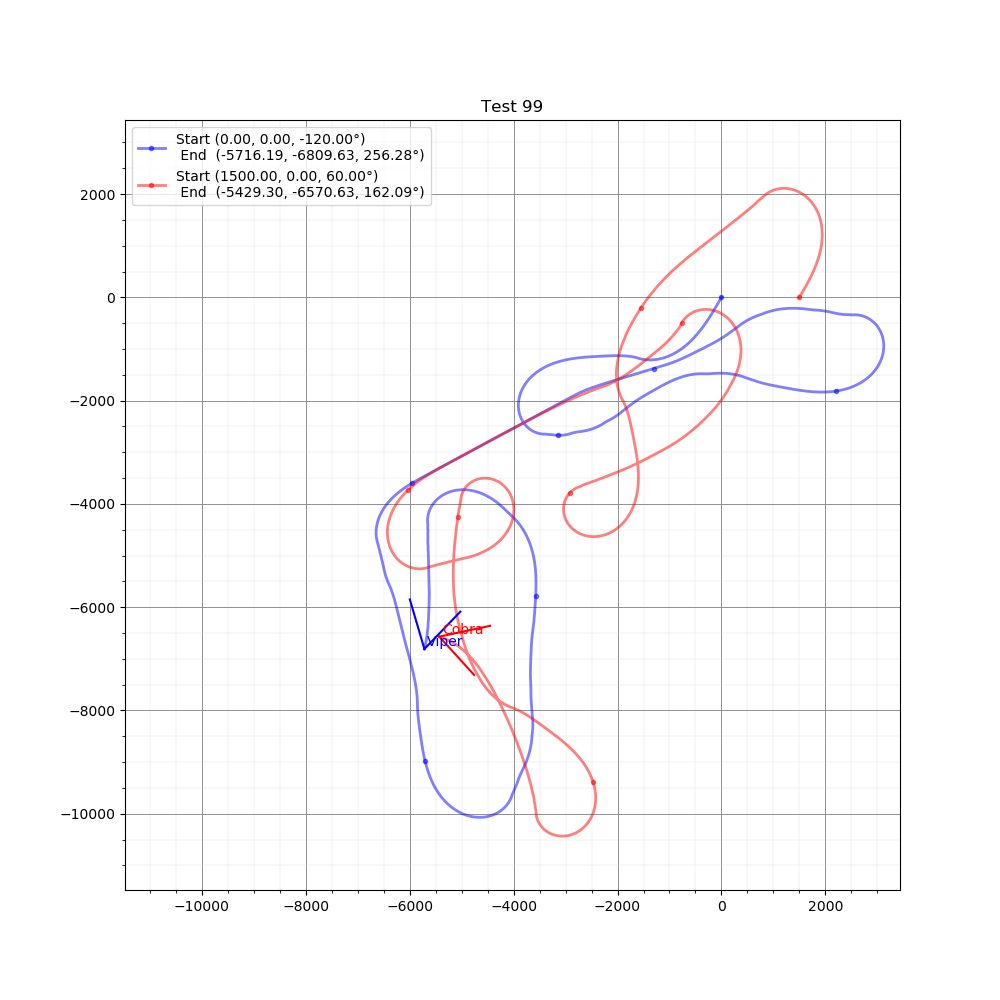 Test 99
Start (0.00, 0.00, -120.00°)
End (-5716.19, -6809.63, 256.28°)
Start (1500.00, 0.00, 60.00°)
End (-5429.30, -6570.63, 162.09°)
2000
0
−2000
−4000
−6000
−8000
−10000
Cobra
Viper
−10000 −8000 −6000 −4000 −2000 0 2000